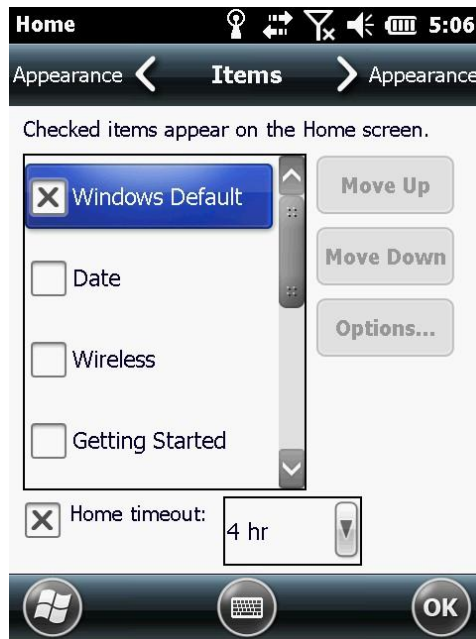 Home 5:06
Appearance Items Appearance
Checked items appear on the Home screen.
Windows Default
Move Up
Date
Move Down
Wireless
Options...
Getting Started
Home timeout:
4 hr
OK